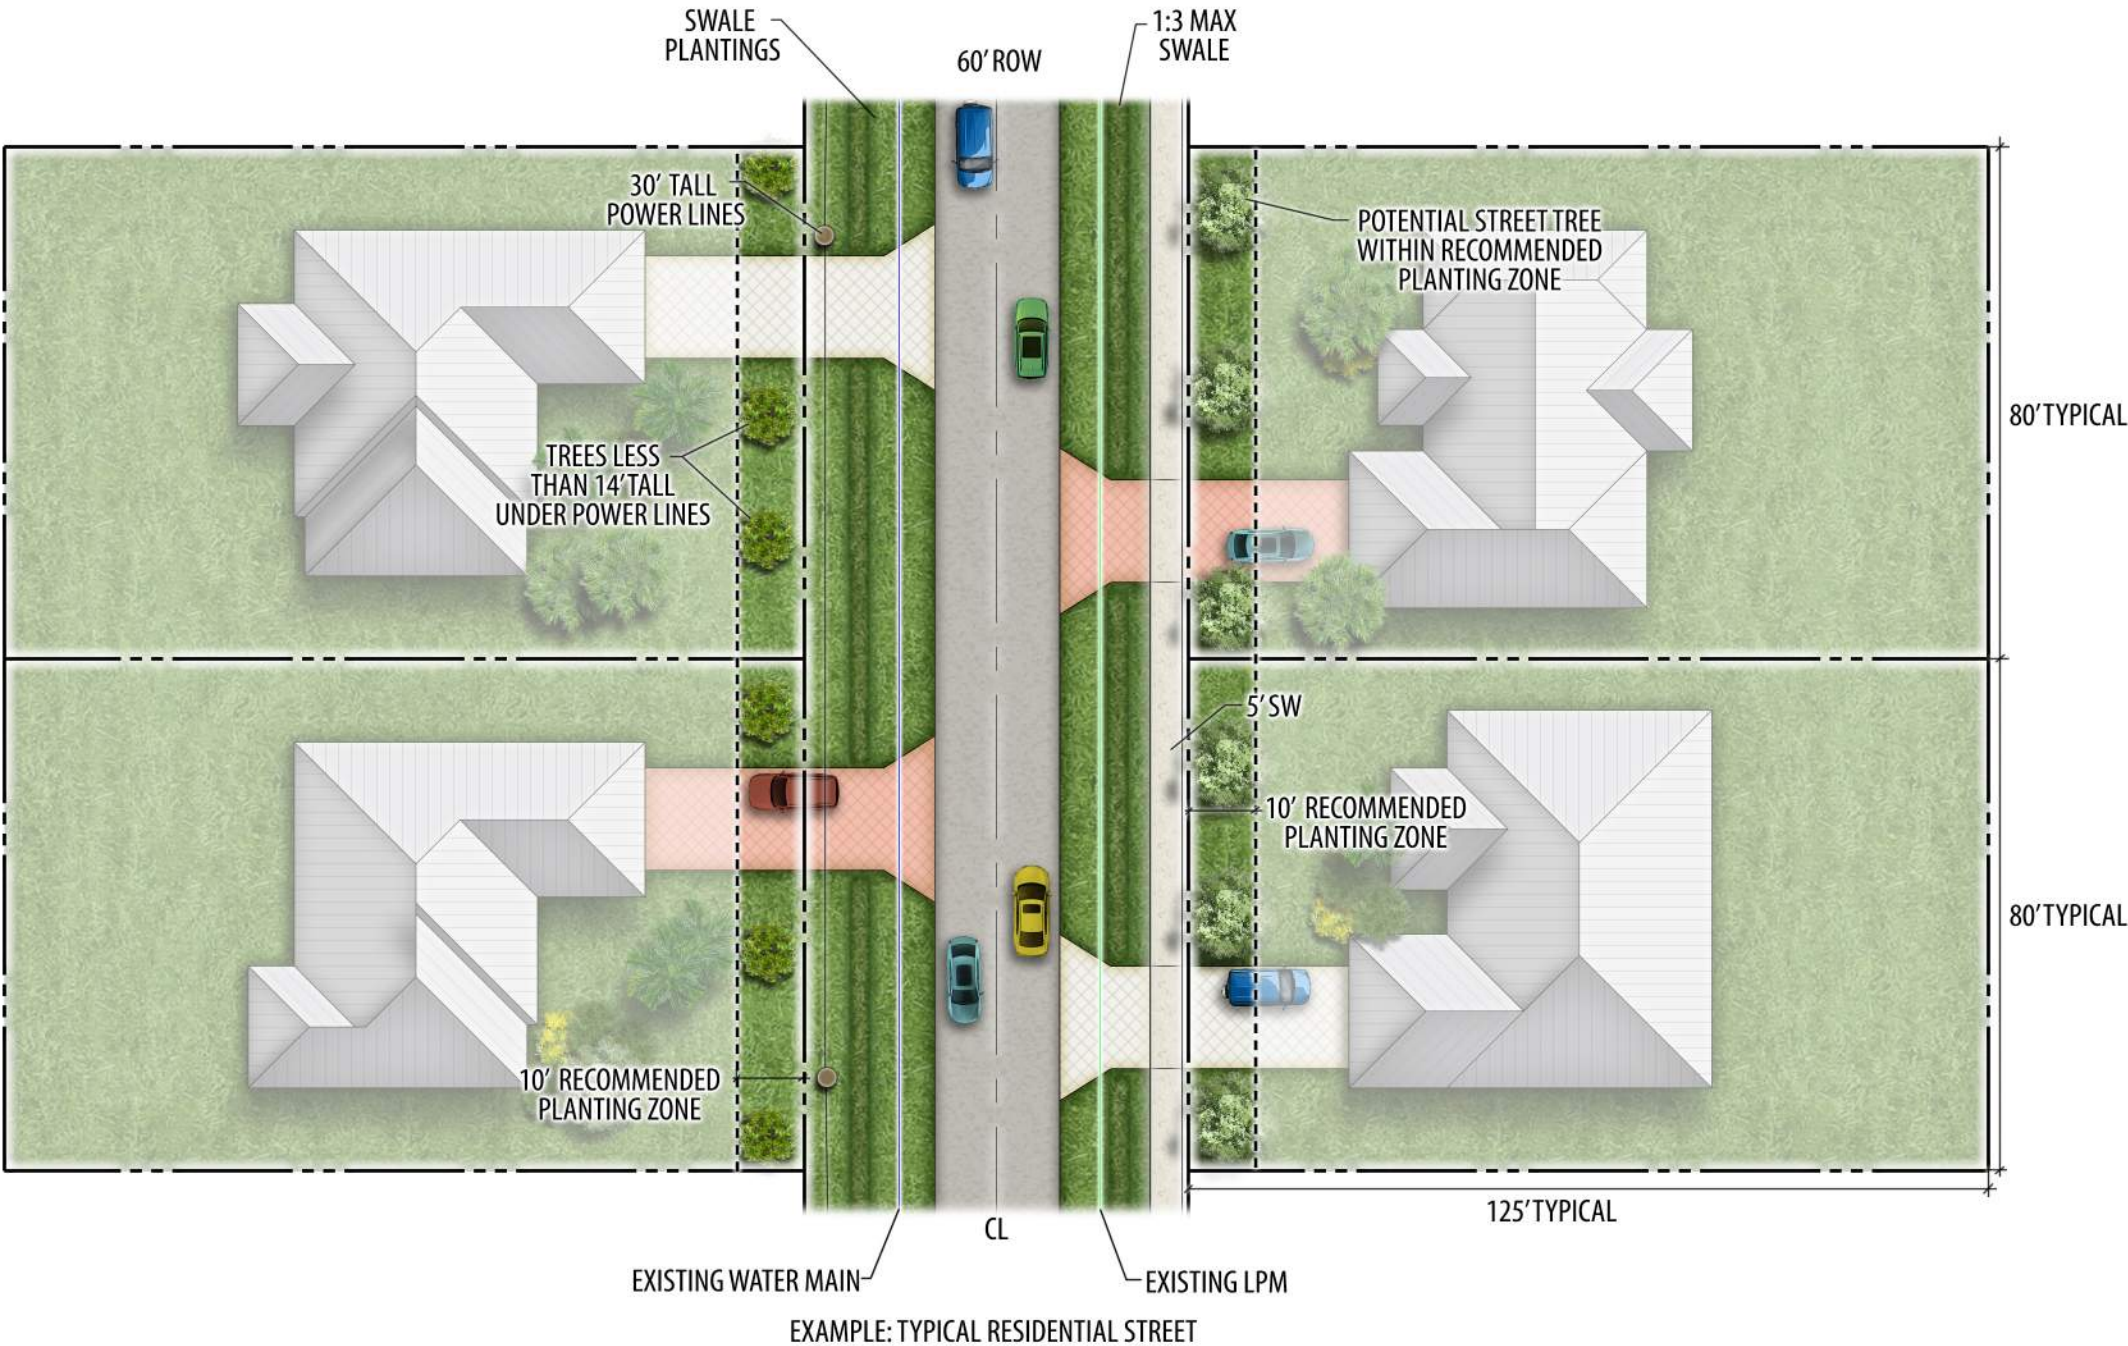 SWALE
PLANTINGS
60' ROW
1:3 MAX
SWALE
30' TALL
POWER LINES
POTENTIAL STREET TREE
WITHIN RECOMMENDED
PLANTING ZONE
80' TYPICAL
TREES LESS
THAN 14' TALL
UNDER POWER LINES
5' SW
10' RECOMMENDED
PLANTING ZONE
80' TYPICAL
10' RECOMMENDED
PLANTING ZONE
125' TYPICAL
CL
EXISTING WATER MAIN
EXISTING LPM
EXAMPLE: TYPICAL RESIDENTIAL STREET